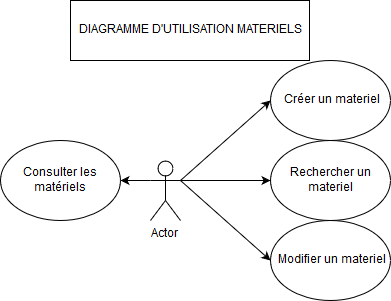 DIAGRAMME D'UTILISATION MATERIELS
Créer un materiel
Consulter les
matériels
Rechercher un
materiel
Actor
Modifier un materiel